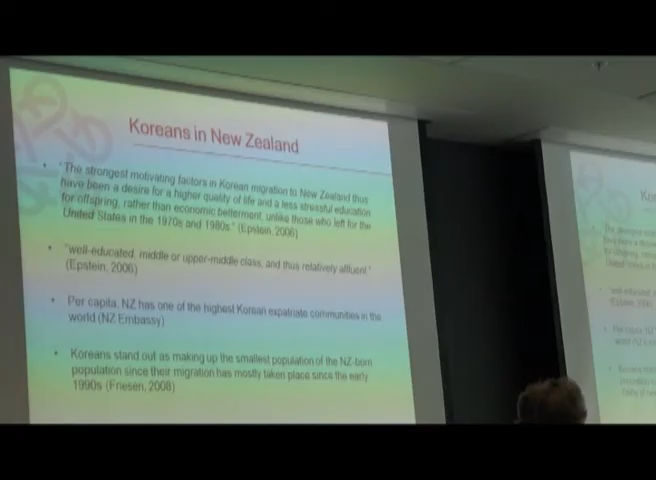 Koreans in New Zealand
• "The strongest motivating factors in Korean migration to New Zealand thus
have been a desire for a higher quality of life and a less stressful education
for offspring, rather than economic betterment, unlike those who left for the
United States in the 1970s and 1980s" (Epstein, 2006)
• "well-educated, middle or upper-middle class, and thus relatively affluent."
(Epstein, 2006)
• Per capita, NZ has one of the highest Korean expatriate communities in the
world (NZ Embassy)
• Koreans stand out as making up the smallest population of the NZ-born
population since their migration has mostly taken place since the early
1990s (Friesen, 2008)